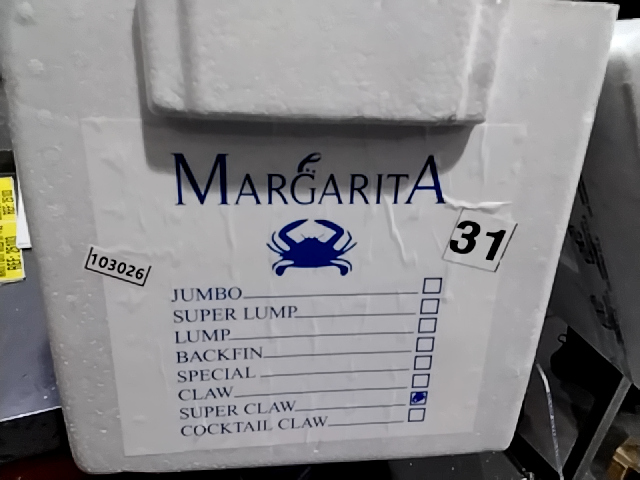 MARGARITA
31
103026
JUMBO
SUPER LUMP
LUMP
BACKFIN
SPECIAL
CLAW
SUPER CLAW
COCKTAIL CLAW